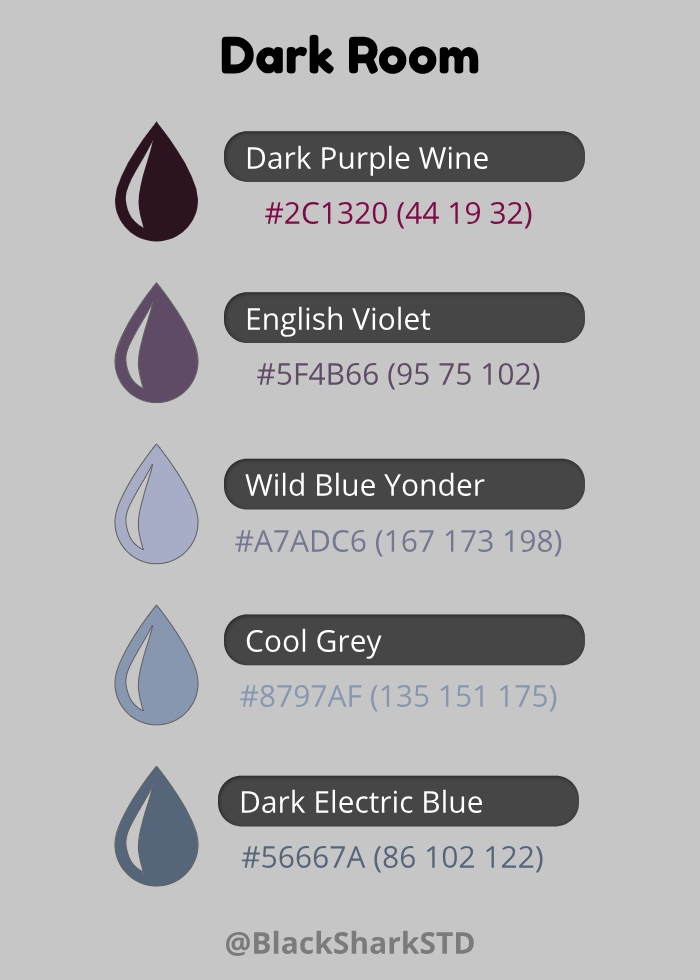 Dark Room
Dark Purple Wine
#2C1320 (44 19 32)
English Violet
#5F4B66 (95 75 102)
Wild Blue Yonder
#A7ADC6 (167 173 198)
Cool Grey
#8797AF (135 151 175)
Dark Electric Blue
#56667A (86 102 122)
@BlackSharkSTD